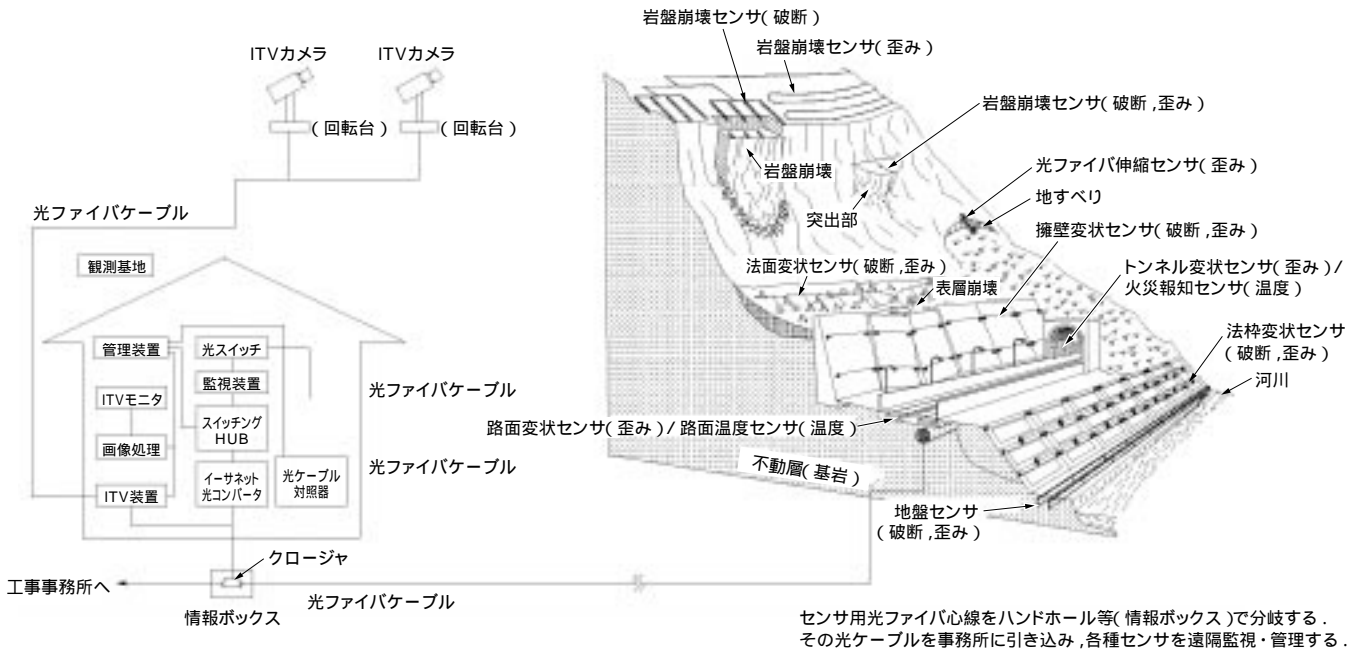 ITVカメラ
ITVカメラ
(回転台)
(回転台)
光ファイバケーブル
観測基地
管理装置
光スイッチ
監視装置
ITVモニタ
スイッチング
HUB
画像処理
イーサネット
光コンバータ
光ケーブル
対照器
ITV装置
光ファイバケーブル
光ファイバケーブル
クロージャ
工事事務所へ
情報ボックス
光ファイバケーブル
岩盤崩壊センサ(破断)
岩盤崩壊センサ(歪み)
岩盤崩壊センサ(破断,歪み)
岩盤崩壊
光ファイバ伸縮センサ(歪み)
地すべり
突出部
擁壁変状センサ(破断,歪み)
法面変状センサ(破断,歪み)
トンネル変状センサ(歪み)/
火災報知センサ(温度)
表層崩壊
法枠変状センサ
(破断,歪み)
河川
路面変状センサ(歪み)/路面温度センサ(温度)
不動層(基岩)
地盤センサ
(破断,歪み)
センサ用光ファイバ心線をハンドホール等(情報ボックス)で分岐する.
その光ケーブルを事務所に引き込み,各種センサを遠隔監視・管理する.